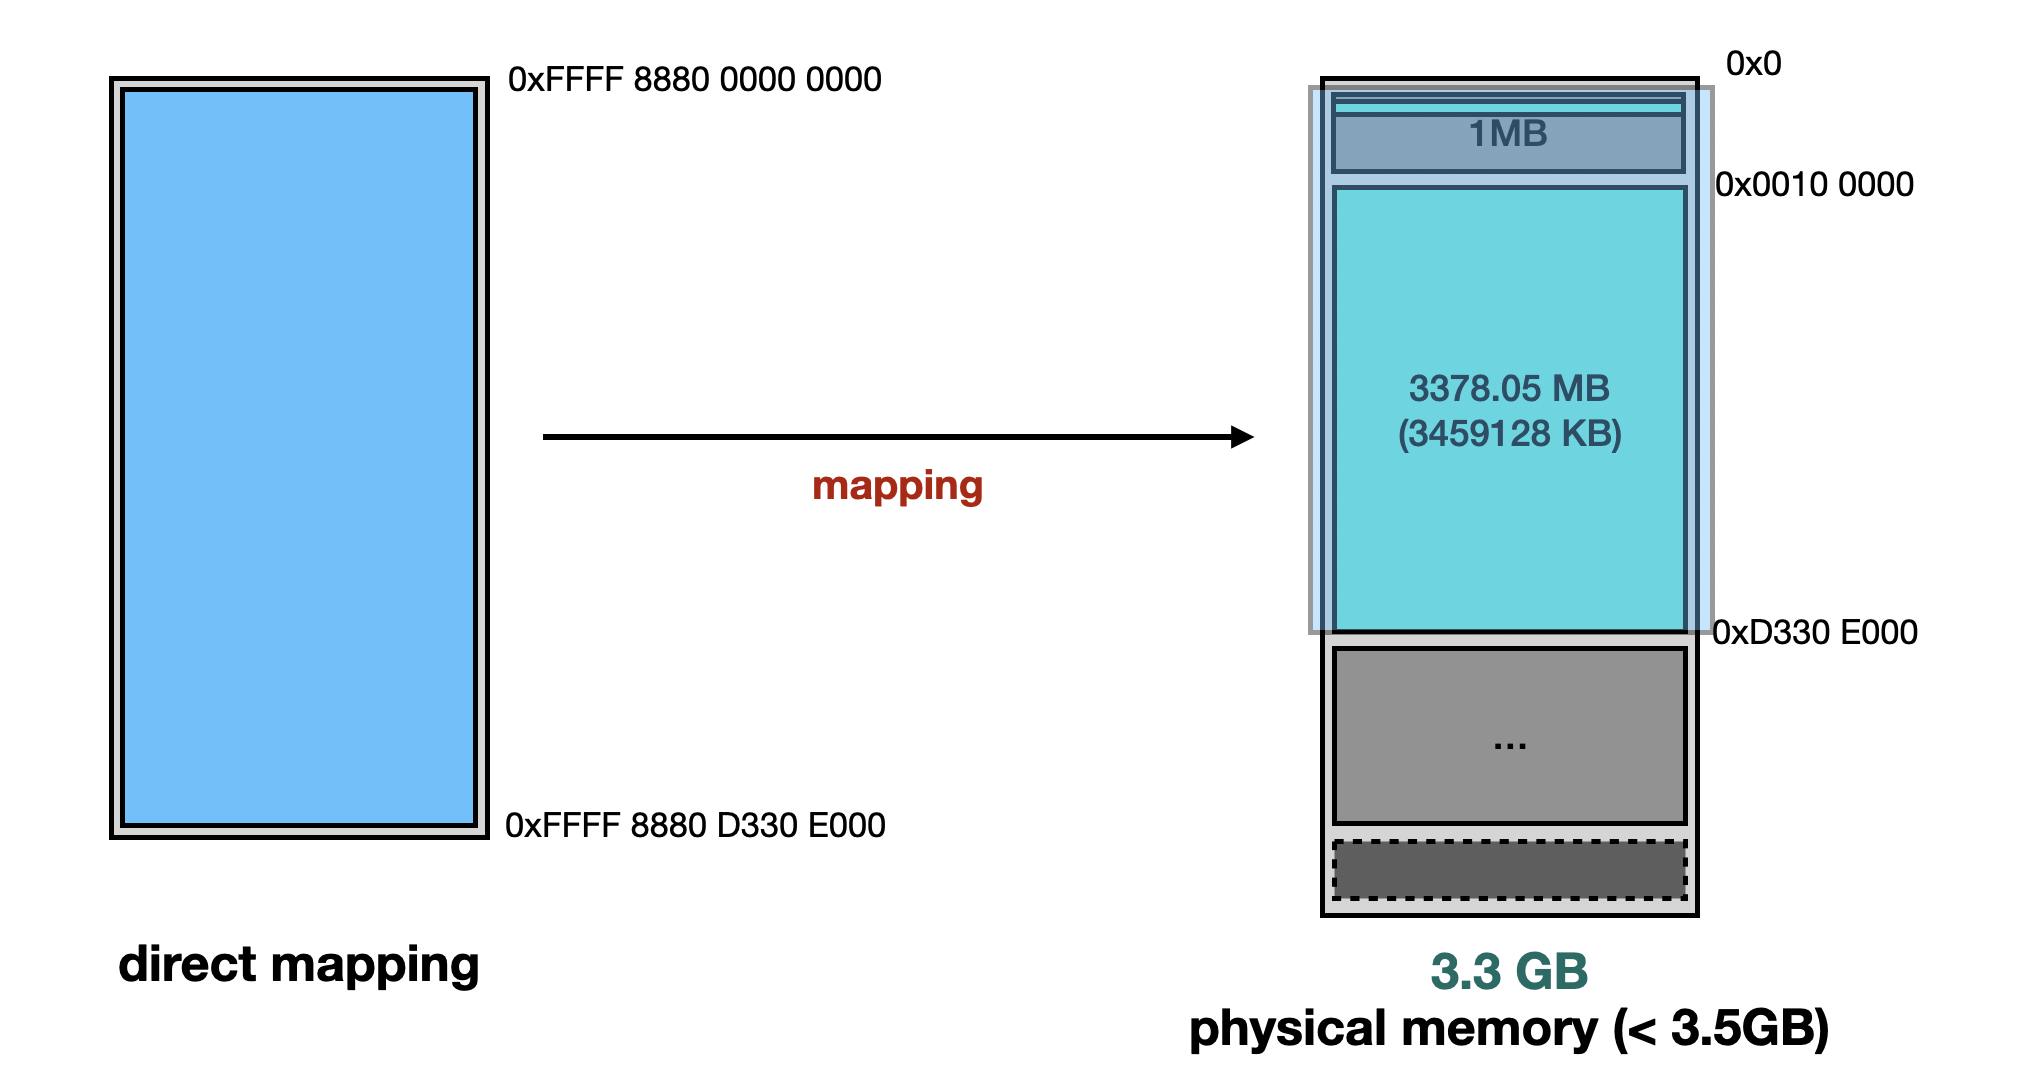 0xFFFF 8880 0000 0000
0xFFFF 8880 D330 E000
direct mapping
mapping
0x0
1MB
0x0010 0000
3378.05 MB
(3459128 KB)
0xD330 E000
...
3.3 GB
physical memory (< 3.5GB)